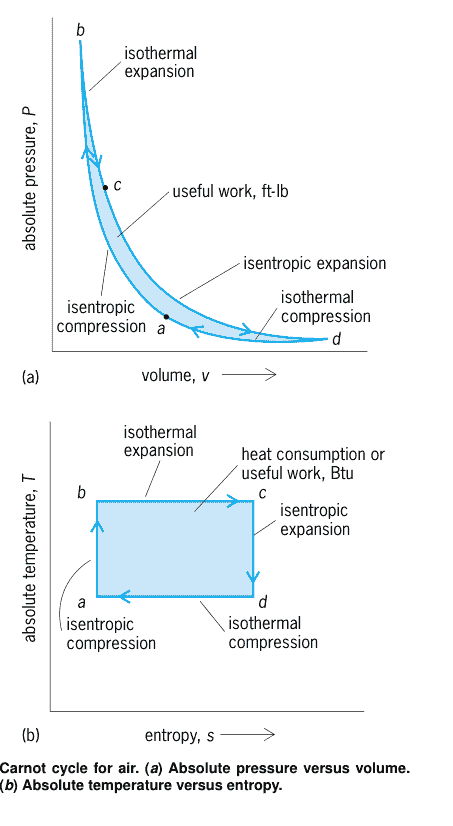 b
isothermal
expansion
absolute pressure, P
c
useful work, ft-lb
isentropic expansion
isentropic
compression
isothermal
compression
a
d
(a)
volume, v
isothermal
expansion
heat consumption or
useful work, Btu
b
c
isentropic
expansion
absolute temperature, T
a
d
isentropic
compression
isothermal
compression
(b)
entropy, s
Carnot cycle for air. (a) Absolute pressure versus volume.
(b) Absolute temperature versus entropy.